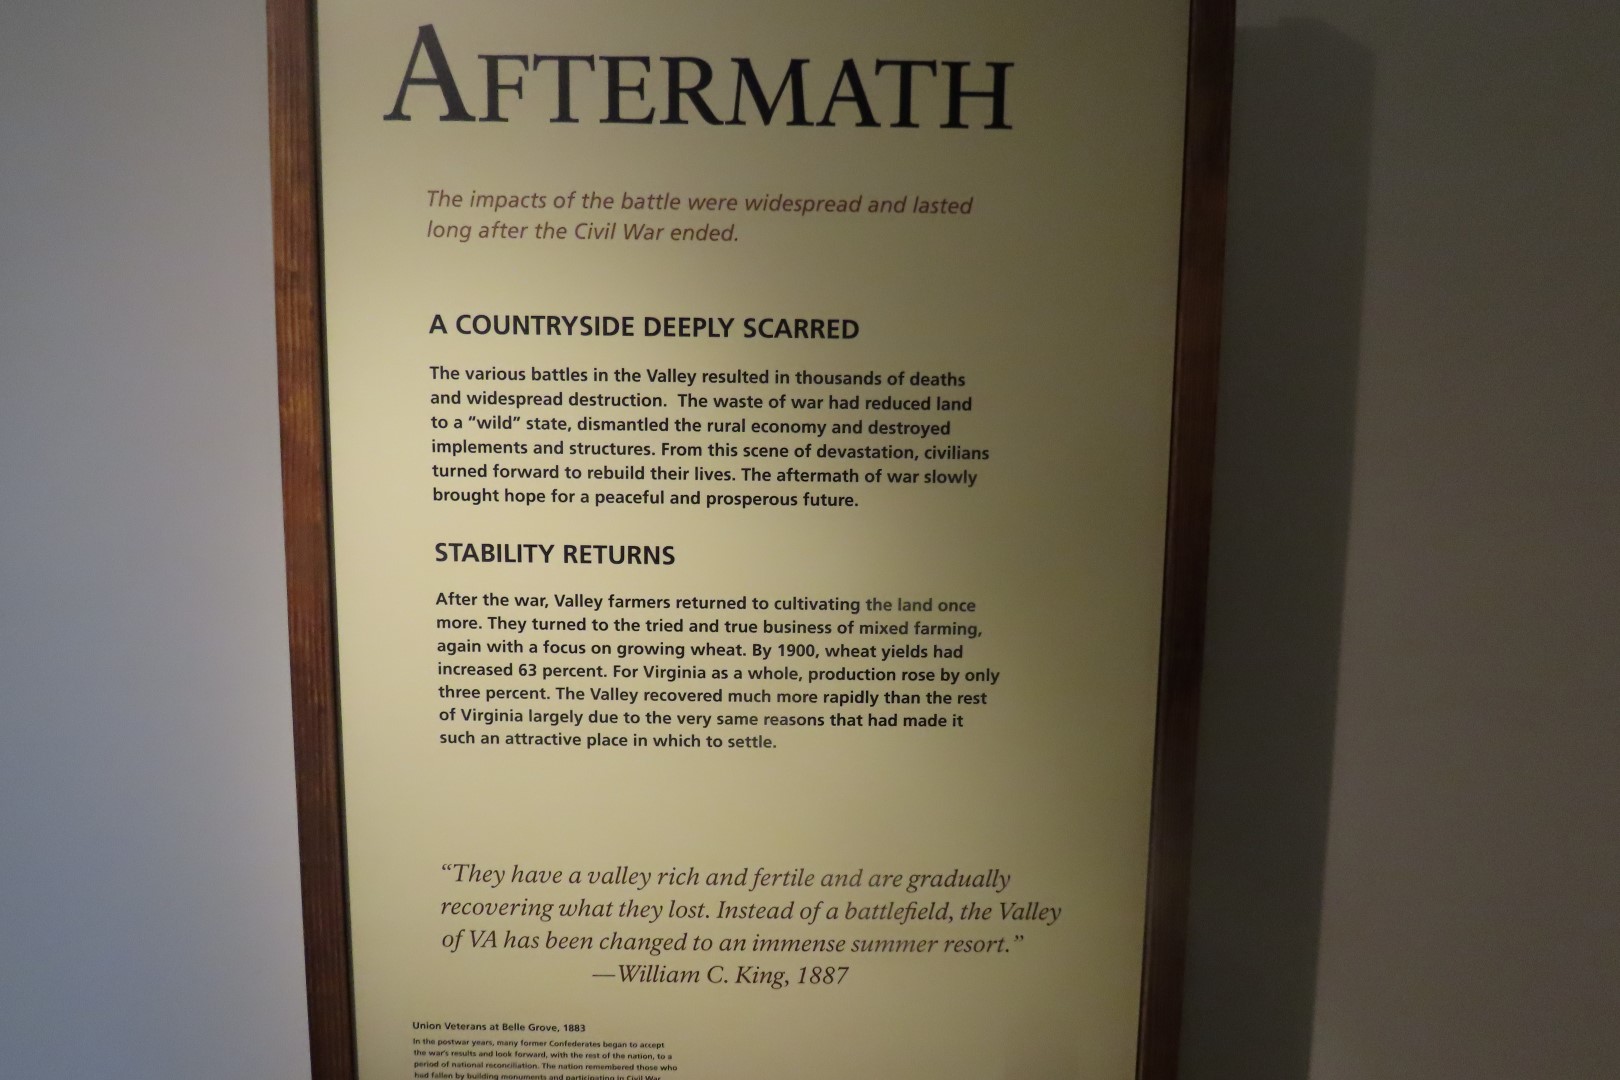 AFTERMATH
The impacts of the battle were widespread and lasted
long after the Civil War ended.
A COUNTRYSIDE DEEPLY SCARRED
The various battles in the Valley resulted in thousands of deaths
and widespread destruction.  The waste of war had reduced land
to a “wild” state, dismantled the rural economy and destroyed
implements and structures. From this scene of devastation, civilians
turned forward to rebuild their lives. The aftermath of war slowly
brought hope for a peaceful and prosperous future.
STABILITY RETURNS
After the war, Valley farmers returned to cultivating the land once
more. They turned to the tried and true business of mixed farming,
again with a focus on growing wheat. By 1900, wheat yields had
increased 63 percent. For Virginia as a whole, production rose by only
three percent. The Valley recovered much more rapidly than the rest
of Virginia largely due to the very same reasons that had made it
such an attractive place in which to settle.
“They have a valley rich and fertile and are gradually
recovering what they lost. Instead of a battlefield, the Valley
of VA has been changed to an immense summer resort.”
—William C. King, 1887
Union Veterans at Belle Grove, 1883
In the postwar years, many former Confederates began to accept
the war's results and look forward, with the rest of the nation, to a
period of national reconciliation. The nation remembered those who
had fallen by building monuments and participating in Civil War